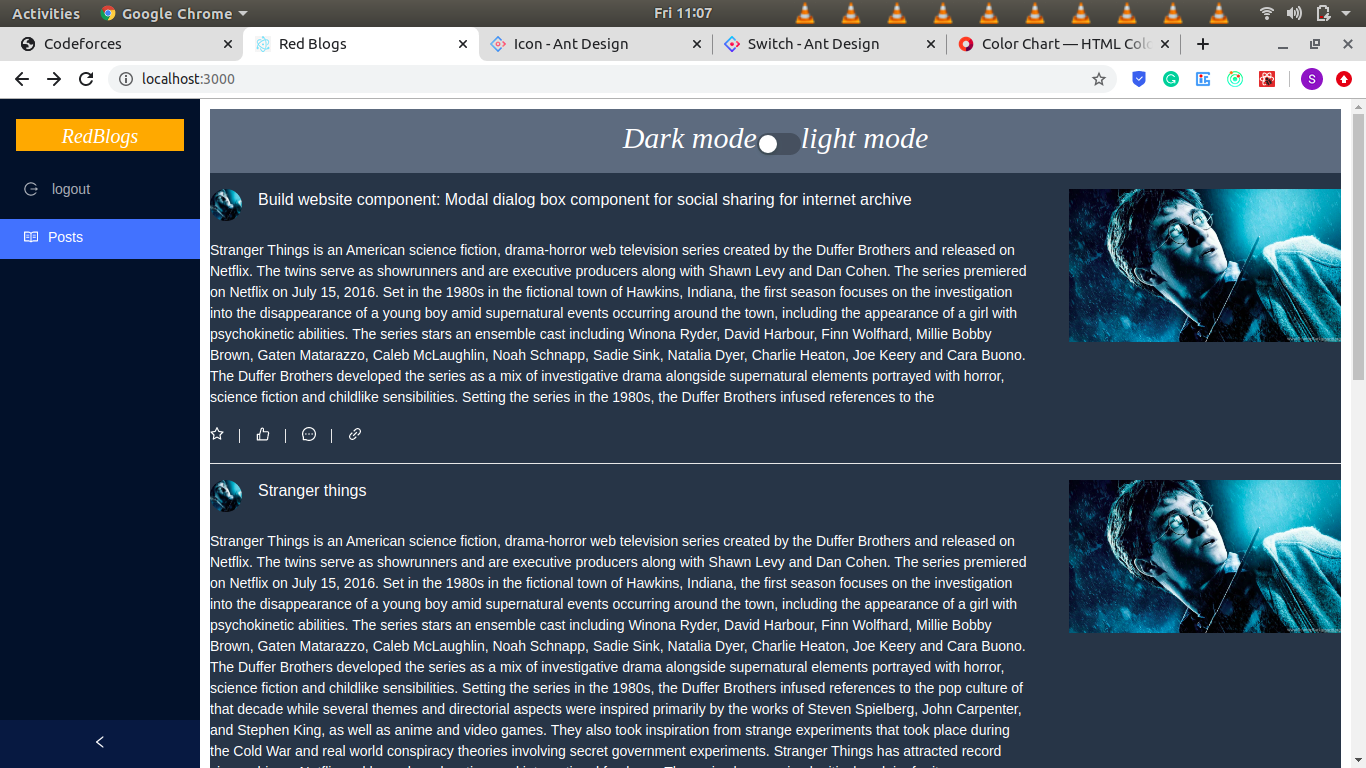 Activities
Google Chrome
Fri 11:07
Codeforces
Red Blogs
Icon - Ant Design
Switch - Ant Design
Color Chart — HTML Col
localhost:3000
S
RedBlogs
logout
Posts
Dark mode light mode
Build website component: Modal dialog box component for social sharing for internet archive
Stranger Things is an American science fiction, drama-horror web television series created by the Duffer Brothers and released on
Netflix. The twins serve as showrunners and are executive producers along with Shawn Levy and Dan Cohen. The series premiered
on Netflix on July 15, 2016. Set in the 1980s in the fictional town of Hawkins, Indiana, the first season focuses on the investigation
into the disappearance of a young boy amid supernatural events occurring around the town, including the appearance of a girl with
psychokinetic abilities. The series stars an ensemble cast including Winona Ryder, David Harbour, Finn Wolfhard, Millie Bobby
Brown, Gaten Matarazzo, Caleb McLaughlin, Noah Schnapp, Sadie Sink, Natalia Dyer, Charlie Heaton, Joe Keery and Cara Buono.
The Duffer Brothers developed the series as a mix of investigative drama alongside supernatural elements portrayed with horror,
science fiction and childlike sensibilities. Setting the series in the 1980s, the Duffer Brothers infused references to the
Stranger things
Stranger Things is an American science fiction, drama-horror web television series created by the Duffer Brothers and released on
Netflix. The twins serve as showrunners and are executive producers along with Shawn Levy and Dan Cohen. The series premiered
on Netflix on July 15, 2016. Set in the 1980s in the fictional town of Hawkins, Indiana, the first season focuses on the investigation
into the disappearance of a young boy amid supernatural events occurring around the town, including the appearance of a girl with
psychokinetic abilities. The series stars an ensemble cast including Winona Ryder, David Harbour, Finn Wolfhard, Millie Bobby
Brown, Gaten Matarazzo, Caleb McLaughlin, Noah Schnapp, Sadie Sink, Natalia Dyer, Charlie Heaton, Joe Keery and Cara Buono.
The Duffer Brothers developed the series as a mix of investigative drama alongside supernatural elements portrayed with horror,
science fiction and childlike sensibilities. Setting the series in the 1980s, the Duffer Brothers infused references to the pop culture of
that decade while several themes and directorial aspects were inspired primarily by the works of Steven Spielberg, John Carpenter,
and Stephen King, as well as anime and video games. They also took inspiration from strange experiments that took place during
the Cold War and real world conspiracy theories involving secret government experiments. Stranger Things has attracted record